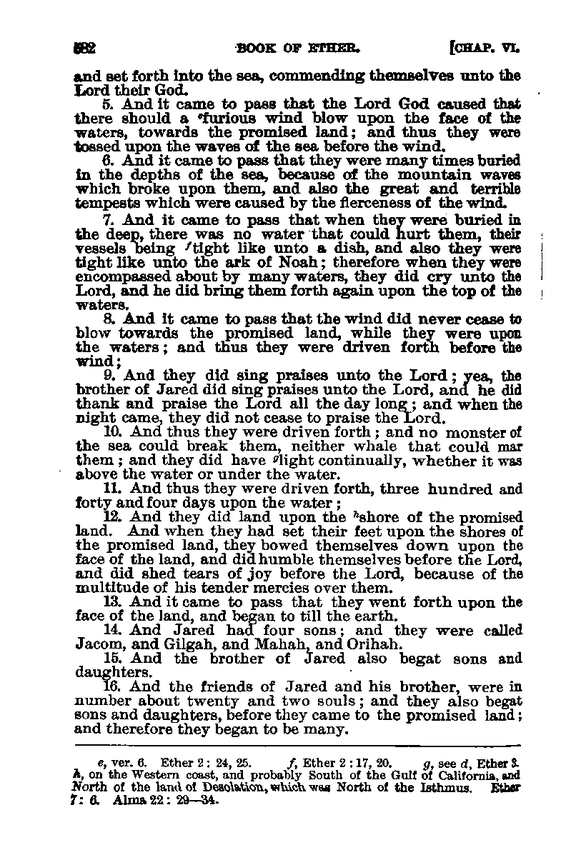 582 BOOK OF ETHER. [CHAP. VI.
and set forth into the sea, commending themselves unto the
Lord their God.
5. And it came to pass that the Lord God caused that
there should a ᵉfurious wind blow upon the face of the
waters, towards the promised land; and thus they were
tossed upon the waves of the sea before the wind.
6. And it came to pass that they were many times buried
in the depths of the sea, because of the mountain waves
which broke upon them, and also the great and terrible
tempests which were caused by the fierceness of the wind.
7. And it came to pass that when they were buried in
the deep, there was no water that could hurt them, their
vessels being ᶠtight like unto a dish, and also they were
tight like unto the ark of Noah; therefore when they were
encompassed about by many waters, they did cry unto the
Lord, and he did bring them forth again upon the top of the
waters.
8. And it came to pass that the wind did never cease to
blow towards the promised land, while they were upon
the waters; and thus they were driven forth before the
wind;
9. And they did sing praises unto the Lord; yea, the
brother of Jared did sing praises unto the Lord, and he did
thank and praise the Lord all the day long; and when the
night came, they did not cease to praise the Lord.
10. And thus they were driven forth; and no monster of
the sea could break them, neither whale that could mar
them; and they did have ᵍlight continually, whether it was
above the water or under the water.
11. And thus they were driven forth, three hundred and
forty and four days upon the water;
12. And they did land upon the ʰshore of the promised
land. And when they had set their feet upon the shores of
the promised land, they bowed themselves down upon the
face of the land, and did humble themselves before the Lord,
and did shed tears of joy before the Lord, because of the
multitude of his tender mercies over them.
13. And it came to pass that they went forth upon the
face of the land, and began to till the earth.
14. And Jared had four sons; and they were called
Jacom, and Gilgah, and Mahah, and Orihah.
15. And the brother of Jared also begat sons and
daughters.
16. And the friends of Jared and his brother, were in
number about twenty and two souls; and they also begat
sons and daughters, before they came to the promised land;
and therefore they began to be many.
e, ver. 6. Ether 2: 24, 25. f, Ether 2: 17, 20. g, see d, Ether 3.
h, on the Western coast, and probably South of the Gulf of California, and
North of the land of Desolation, which was North of the Isthmus. Ether
7: 6. Alma 22: 29—34.